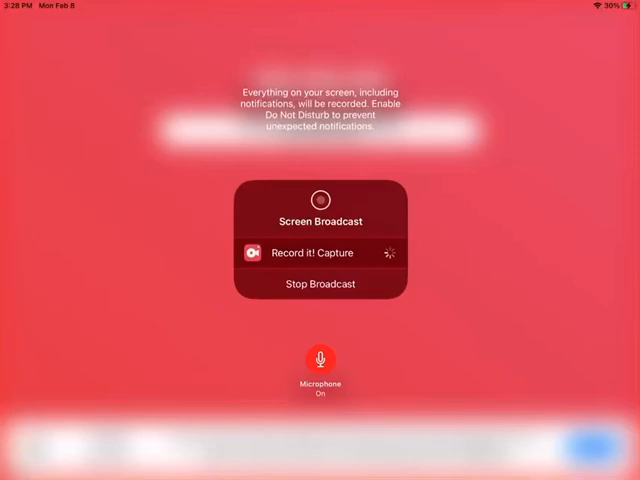 3:28 PM Mon Feb 8 30%
Everything on your screen, including
notifications, will be recorded. Enable
Do Not Disturb to prevent
unexpected notifications.
Screen Broadcast
Record it! Capture
Stop Broadcast
Microphone
On